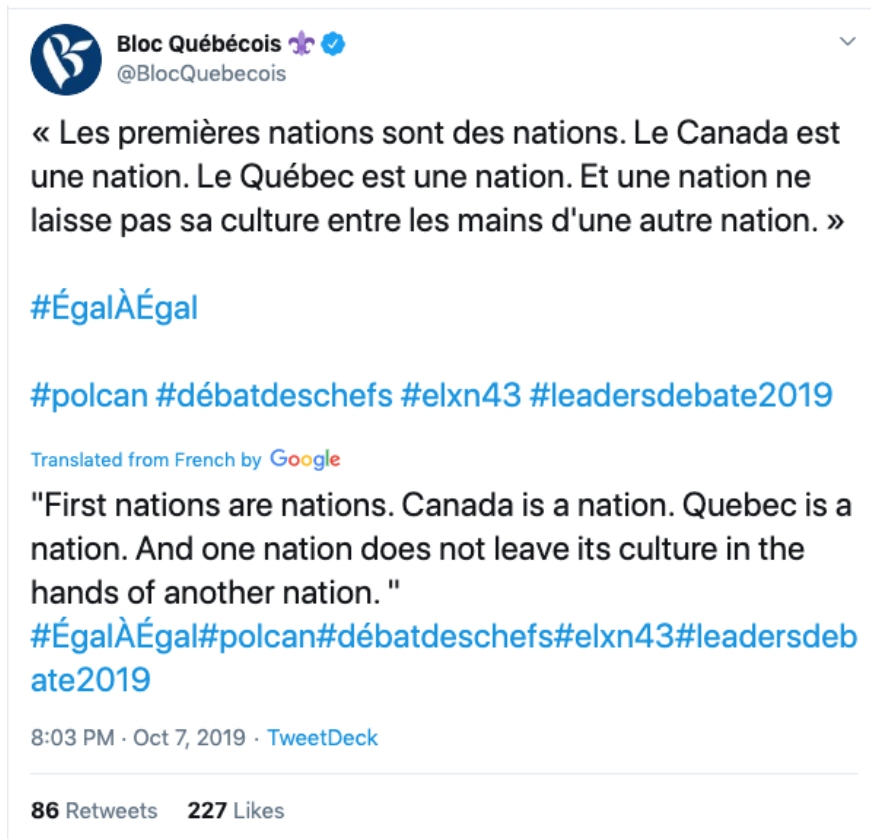 Bloc Québécois ⚜️
@BlocQuebecois
« Les premières nations sont des nations. Le Canada est
une nation. Le Québec est une nation. Et une nation ne
laisse pas sa culture entre les mains d'une autre nation. »
#ÉgalÀÉgal
#polcan #débatdeschefs #elxn43 #leadersdebate2019
Translated from French by Google
"First nations are nations. Canada is a nation. Quebec is a
nation. And one nation does not leave its culture in the
hands of another nation. "
#ÉgalÀÉgal#polcan#débatdeschefs#elxn43#leadersdeb
ate2019
8:03 PM · Oct 7, 2019 · TweetDeck
86 Retweets 227 Likes